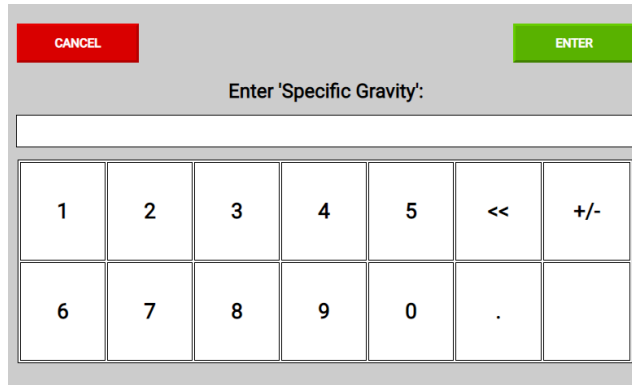 CANCEL ENTER
Enter 'Specific Gravity':
1 2 3 4 5 << +/-
6 7 8 9 0 .